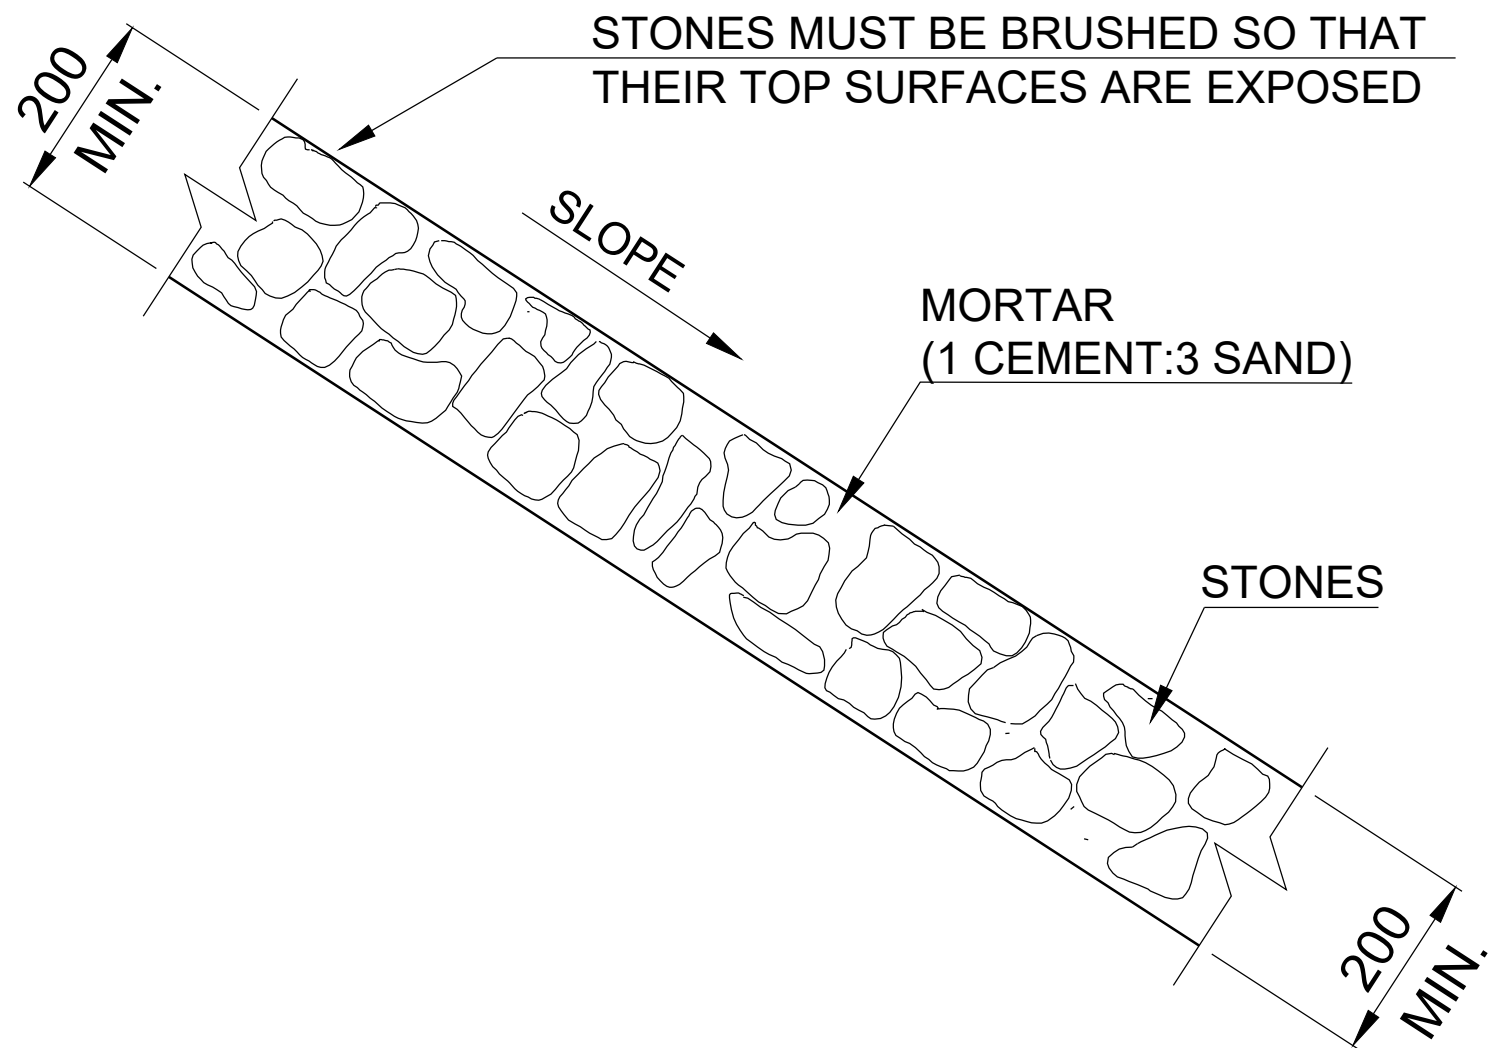 STONES MUST BE BRUSHED SO THAT
THEIR TOP SURFACES ARE EXPOSED
200
MIN.
SLOPE
MORTAR
(1 CEMENT:3 SAND)
STONES
200
MIN.